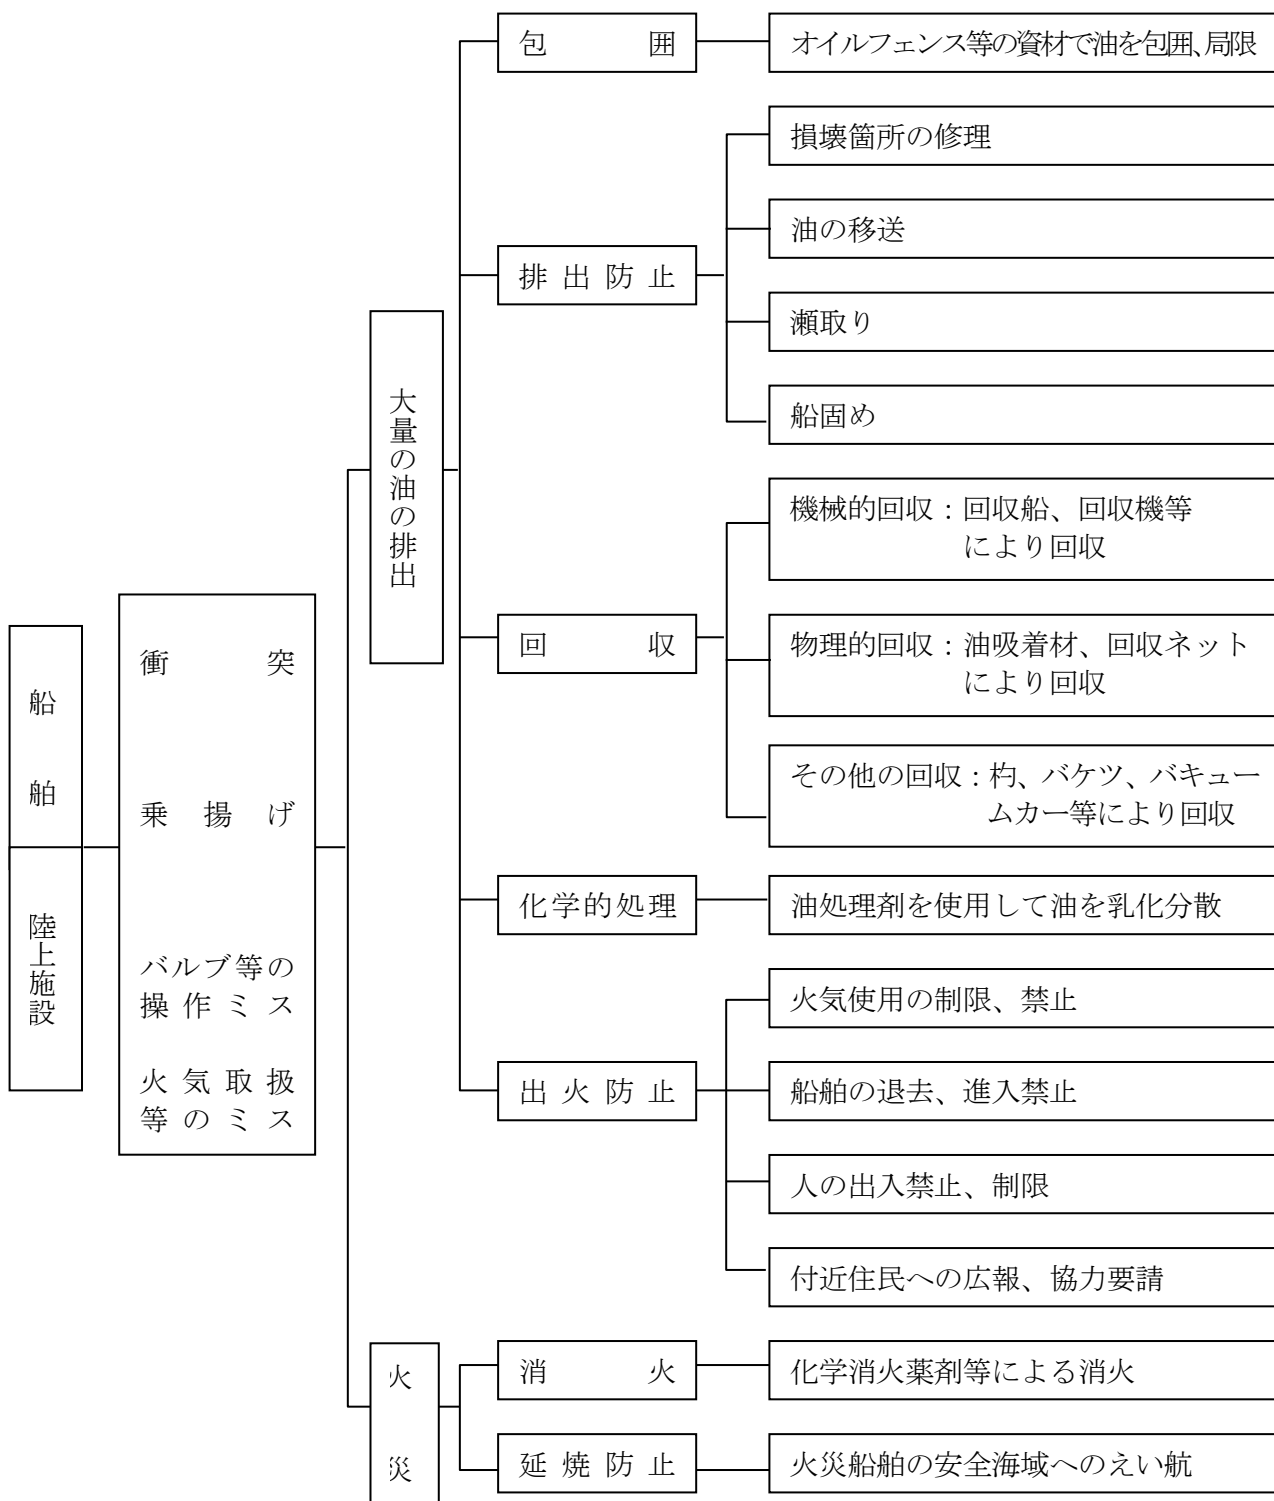 船舶
陸上施設
衝突
乗揚げ
バルブ等の
操作ミス
火気取扱
等のミス
大量の油の排出
包囲
オイルフェンス等の資材で油を包囲、局限
排出防止
損壊箇所の修理
油の移送
瀬取り
船固め
回収
機械的回収：回収船、回収機等
により回収
物理的回収：油吸着材、回収ネット
により回収
その他の回収：杓、バケツ、バキュー
ムカー等により回収
化学的処理
油処理剤を使用して油を乳化分散
出火防止
火気使用の制限、禁止
船舶の退去、進入禁止
人の出入禁止、制限
付近住民への広報、協力要請
火災
消火
化学消火薬剤等による消火
延焼防止
火災船舶の安全海域へのえい航